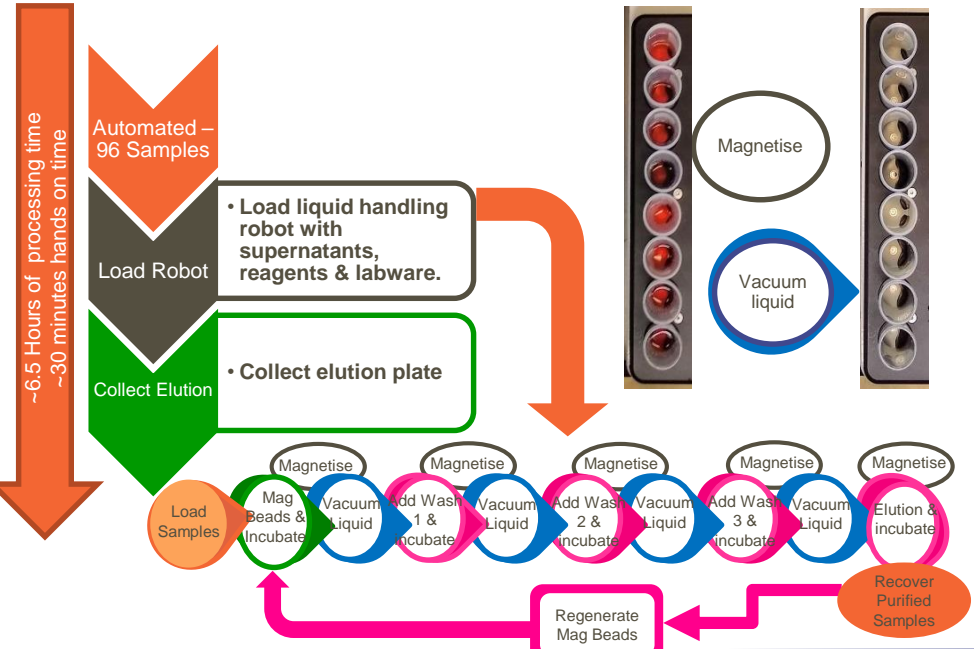 ~6.5 Hours of processing time
~30 minutes hands on time
Automated –
96 Samples
Load Robot
• Load liquid handling
robot with
supernatants,
reagents & labware.
Collect Elution
• Collect elution plate
Magnetise
Vacuum
liquid
Magnetise
Magnetise
Magnetise
Magnetise
Magnetise
Load
Samples
Mag
Beads &
Incubate
Vacuum
Liquid
Add Wash
1 &
incubate
Vacuum
Liquid
Add Wash
2 &
incubate
Vacuum
Liquid
Add Wash
3 &
incubate
Vacuum
Liquid
Elution &
incubate
Recover
Purified
Samples
Regenerate
Mag Beads